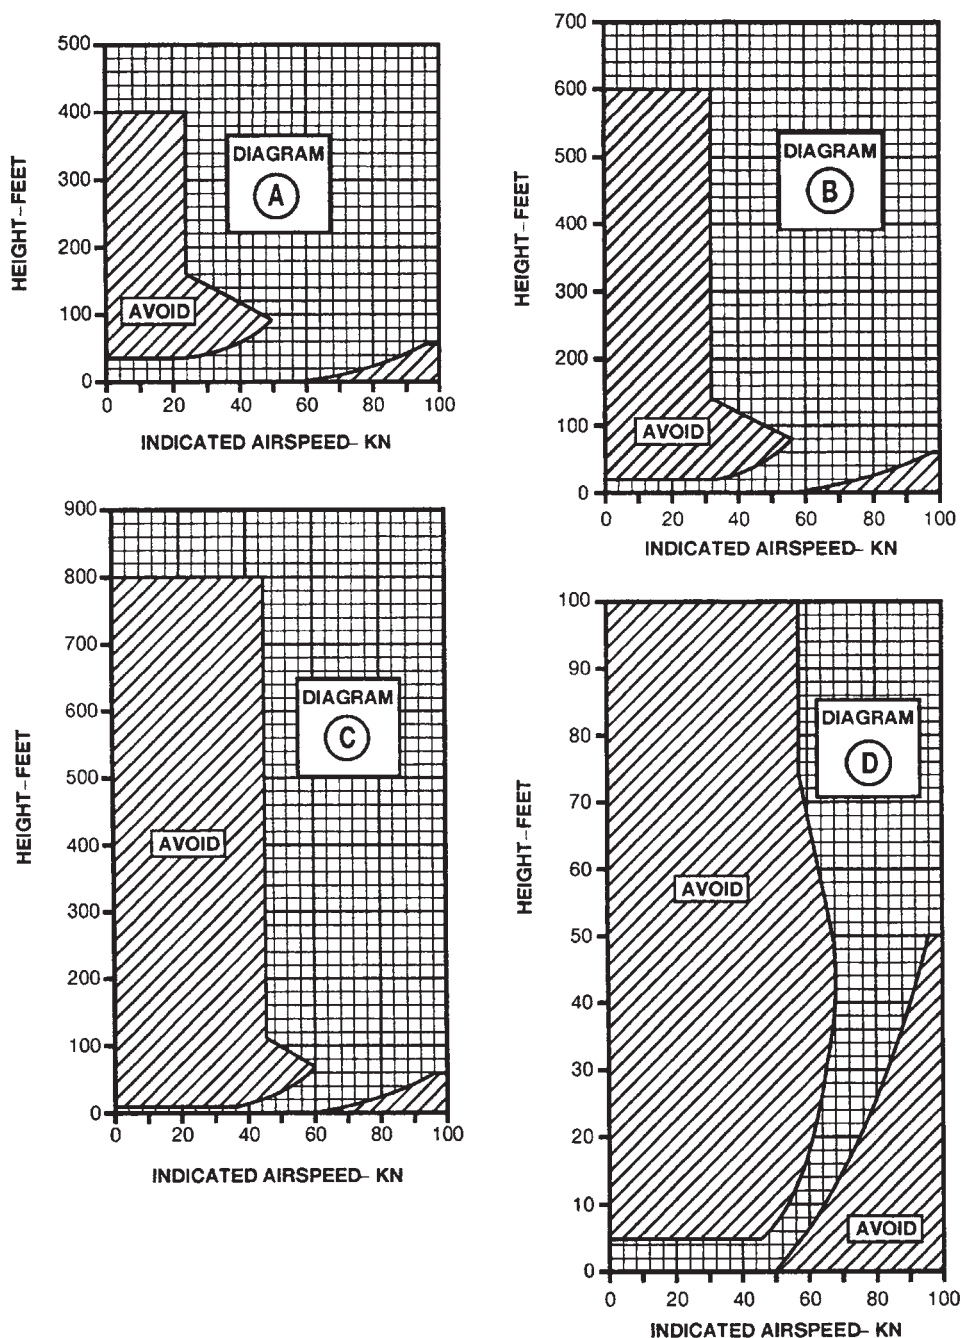 500
400
300
200
100
0
HEIGHT–FEET
DIAGRAM
A
AVOID
0 20 40 60 80 100
INDICATED AIRSPEED– KN
700
600
500
400
300
200
100
0
HEIGHT–FEET
DIAGRAM
B
AVOID
0 20 40 60 80 100
INDICATED AIRSPEED– KN
900
800
700
600
500
400
300
200
100
0
HEIGHT–FEET
DIAGRAM
C
AVOID
0 20 40 60 80 100
INDICATED AIRSPEED– KN
100
90
80
70
60
50
40
30
20
10
0
HEIGHT–FEET
DIAGRAM
D
AVOID
AVOID
0 20 40 60 80 100
INDICATED AIRSPEED– KN